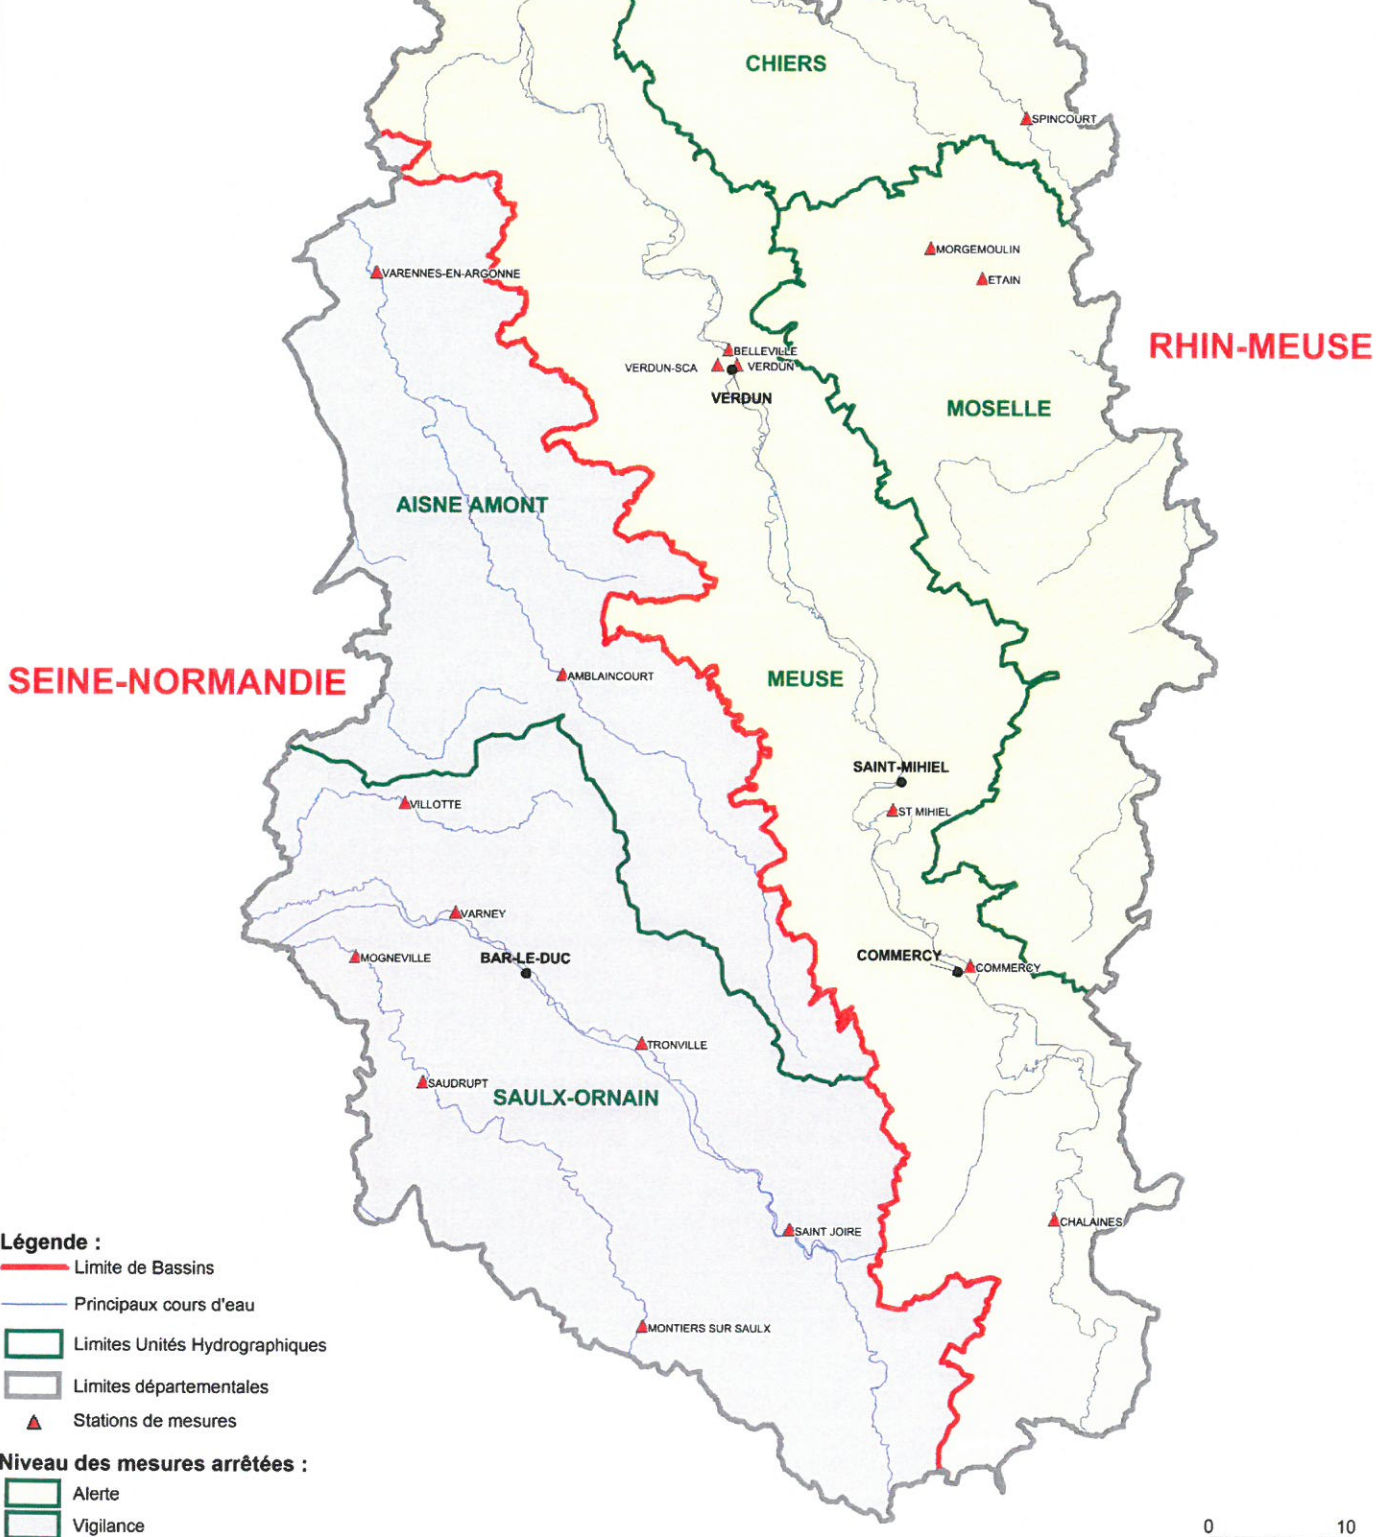 CHIERS
SPINCOURT
MORGEMOULIN
VARENNES-EN-ARGONNE
ETAIN
RHIN-MEUSE
BELLEVILLE
VERDUN-SCA
VERDUN
VERDUN
MOSELLE
AISNE AMONT
AMBLAINCOURT
SEINE-NORMANDIE
MEUSE
SAINT-MIHIEL
VILLOTTE
ST MIHIEL
VARNEY
COMMERCY
BAR-LE-DUC
MOGNEVILLE
COMMERCY
TRONVILLE
SAUDRUPT
SAULX-ORNAIN
CHALAINES
SAINT JOIRE
MONTIERS SUR SAULX
Légende :
Limite de Bassins
Principaux cours d'eau
Limites Unités Hydrographiques
Limites départementales
Stations de mesures
Niveau des mesures arrêtées :
Alerte
Vigilance
0 10